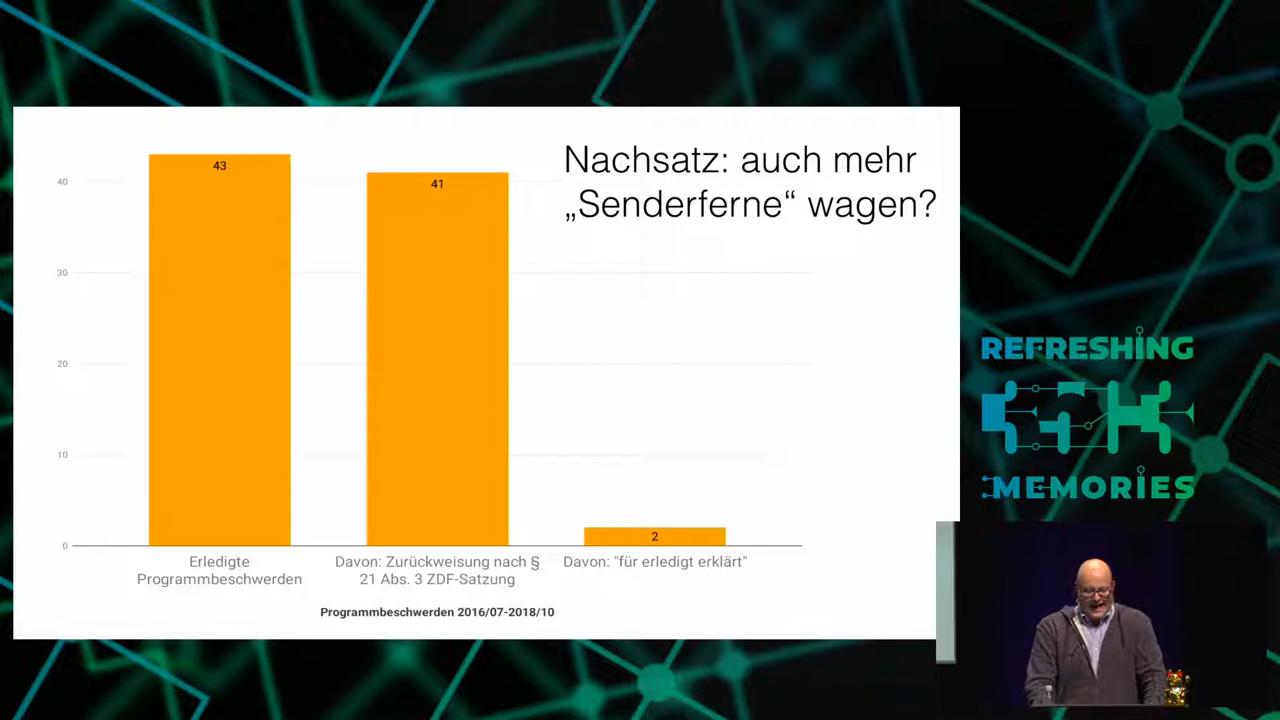 Nachsatz: auch mehr
„Senderferne“ wagen?
43
41
2
40
30
20
10
0
Erledigte
Programmbeschwerden
Davon: Zurückweisung nach §
21 Abs. 3 ZDF-Satzung
Davon: "für erledigt erklärt"
Programmbeschwerden 2016/07-2018/10
REFRESHING
35C3
MEMORIES